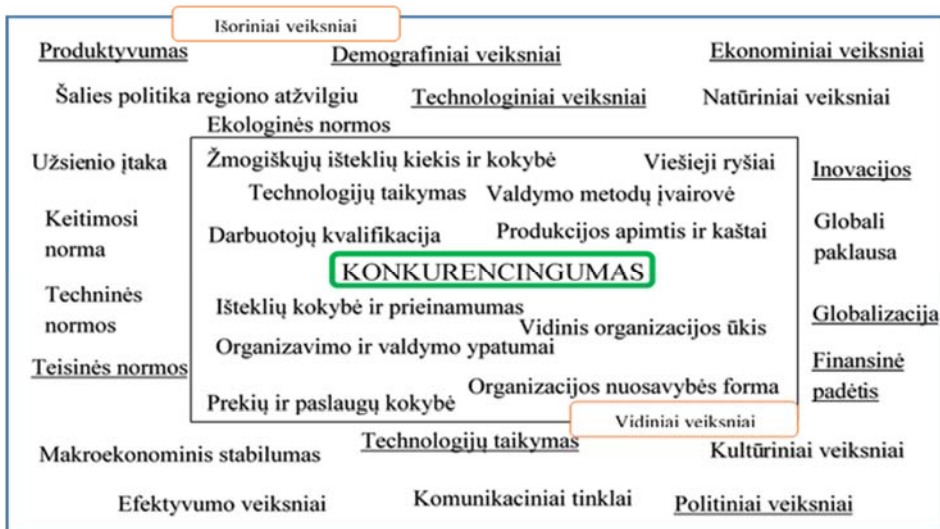 Išoriniai veiksniai
Produktyvumas
Demografiniai veiksniai
Ekonominiai veiksniai
Šalies politika regiono atžvilgiu
Technologiniai veiksniai
Natūriniai veiksniai
Ekologinės normos
Užsienio įtaka
Žmogiškųjų išteklių kiekis ir kokybė
Viešieji ryšiai
Inovacijos
Technologijų taikymas
Valdymo metodų įvairovė
Keitimosi
norma
Darbuotojų kvalifikacija
Produkcijos apimtis ir kaštai
Globali
paklausa
KONKURENCINGUMAS
Techninės
normos
Išteklių kokybė ir prieinamumas
Vidinis organizacijos ūkis
Globalizacija
Organizavimo ir valdymo ypatumai
Teisinės normos
Finansinė
padėtis
Organizacijos nuosavybės forma
Prekių ir paslaugų kokybė
Vidiniai veiksniai
Makroekonominis stabilumas
Technologijų taikymas
Kultūriniai veiksniai
Efektyvumo veiksniai
Komunikaciniai tinklai
Politiniai veiksniai